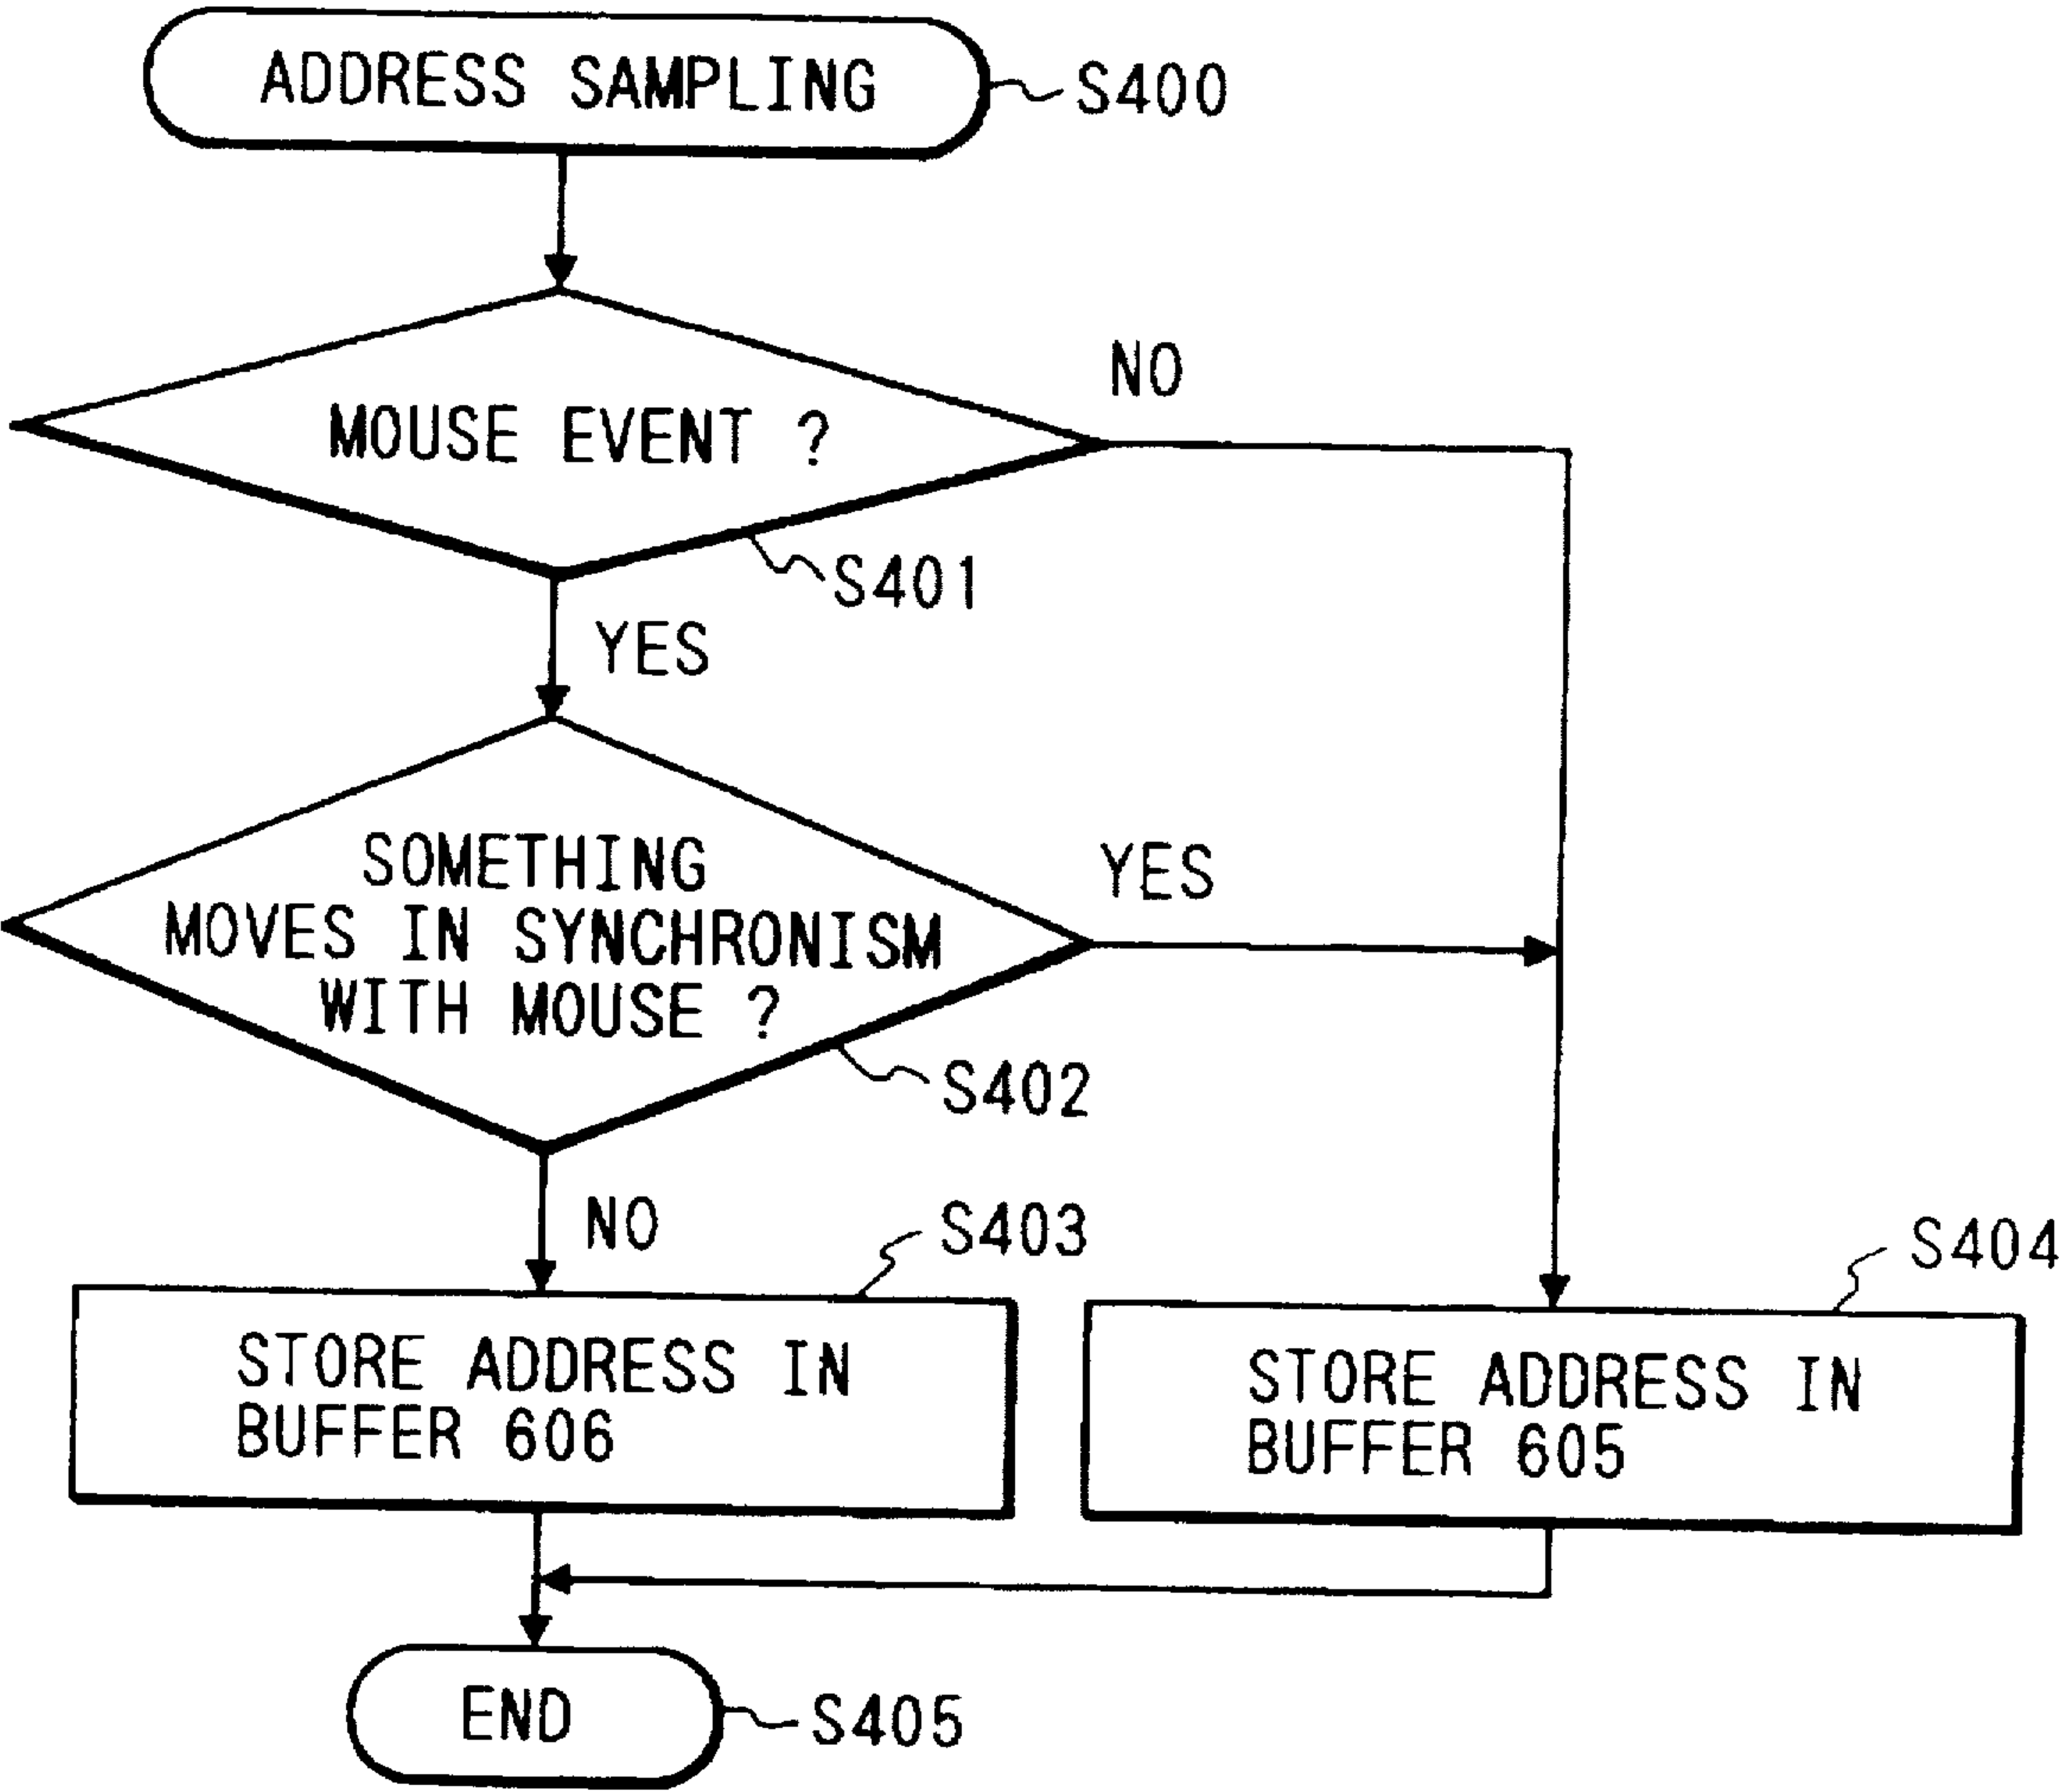 ADDRESS SAMPLING
S400
MOUSE EVENT ?
NO
S401
YES
SOMETHING
MOVES IN SYNCHRONISM
WITH MOUSE ?
YES
S402
NO
S403
S404
STORE ADDRESS IN
BUFFER 606
STORE ADDRESS IN
BUFFER 605
END
S405